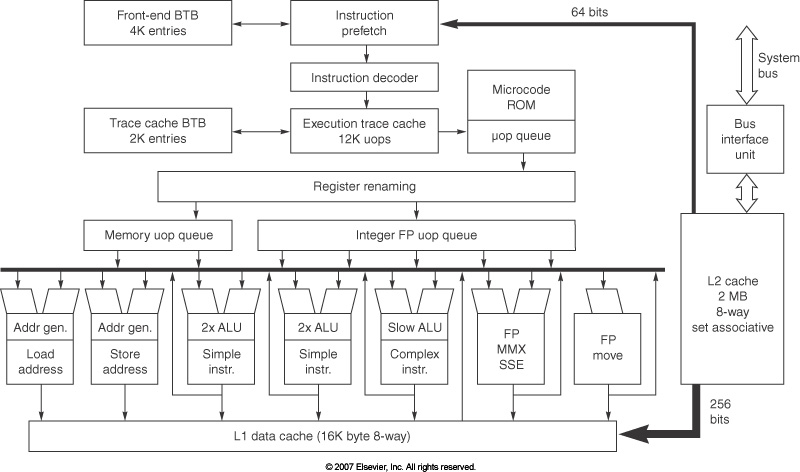 Front-end BTB
4K entries
Instruction
prefetch
64 bits
System
bus
Instruction decoder
Microcode
ROM
Trace cache BTB
2K entries
Execution trace cache
12K uops
µop queue
Bus
interface
unit
Register renaming
Memory uop queue
Integer FP uop queue
L2 cache
2 MB
8-way
set associative
Addr gen.
Addr gen.
2x ALU
2x ALU
Slow ALU
FP
MMX
SSE
FP
move
Load
address
Store
address
Simple
instr.
Simple
instr.
Complex
instr.
256
bits
L1 data cache (16K byte 8-way)
© 2007 Elsevier, Inc. All rights reserved.